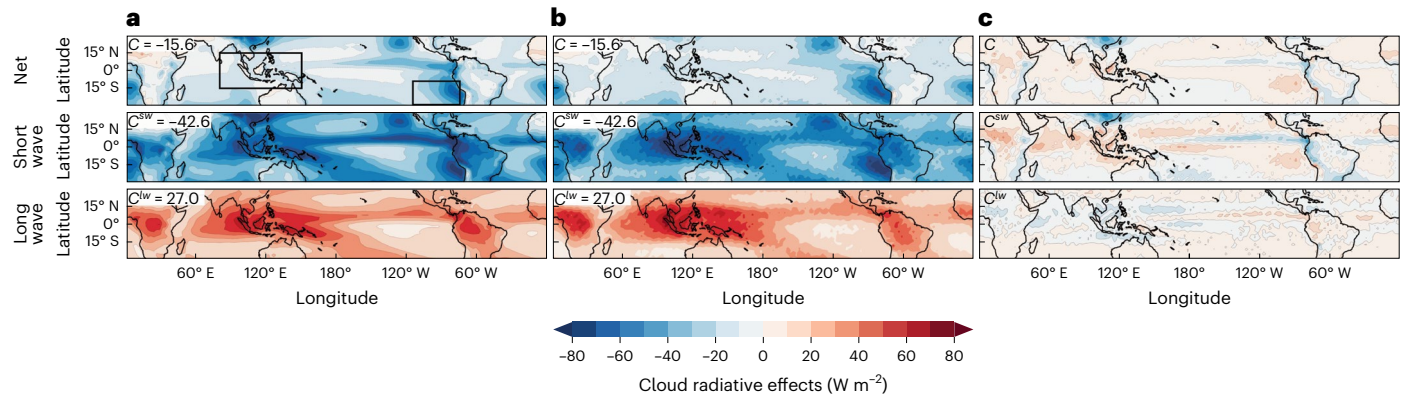 a
b
c
Net
Latitude
15° N
0°
15° S
C = −15.6
C = −15.6
C
Short
wave
Latitude
15° N
0°
15° S
C^sw = −42.6
C^sw = −42.6
C^sw
Long
wave
Latitude
15° N
0°
15° S
C^lw = 27.0
C^lw = 27.0
C^lw
60° E 120° E 180° 120° W 60° W
60° E 120° E 180° 120° W 60° W
60° E 120° E 180° 120° W 60° W
Longitude
Longitude
Longitude
−80 −60 −40 −20 0 20 40 60 80
Cloud radiative effects (W m⁻²)